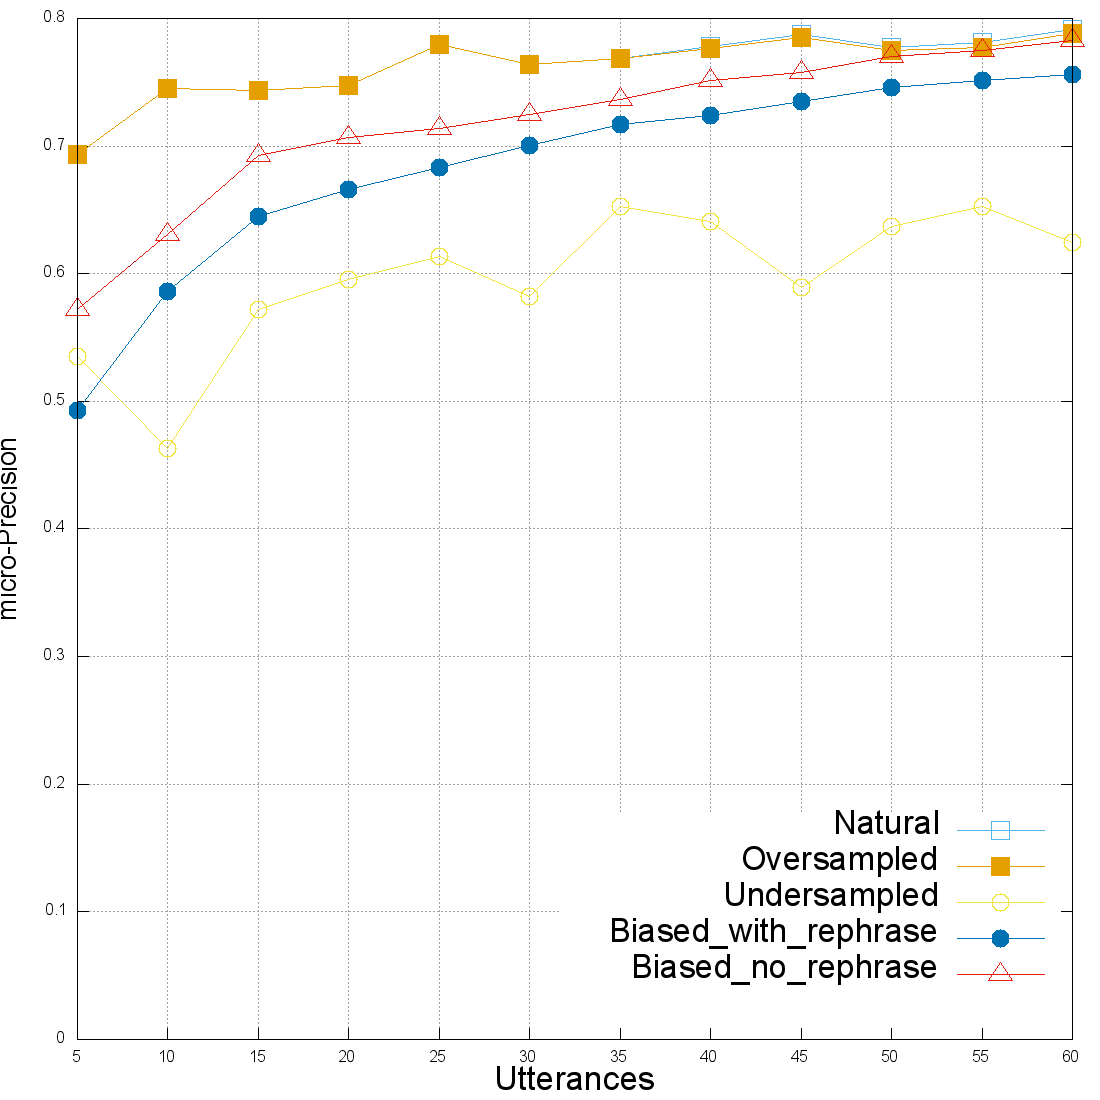 0.8
0.7
0.6
0.5
0.4
0.3
0.2
0.1
0
micro-Precision
Natural
Oversampled
Undersampled
Biased_with_rephrase
Biased_no_rephrase
5 10 15 20 25 30 35 40 45 50 55 60
Utterances